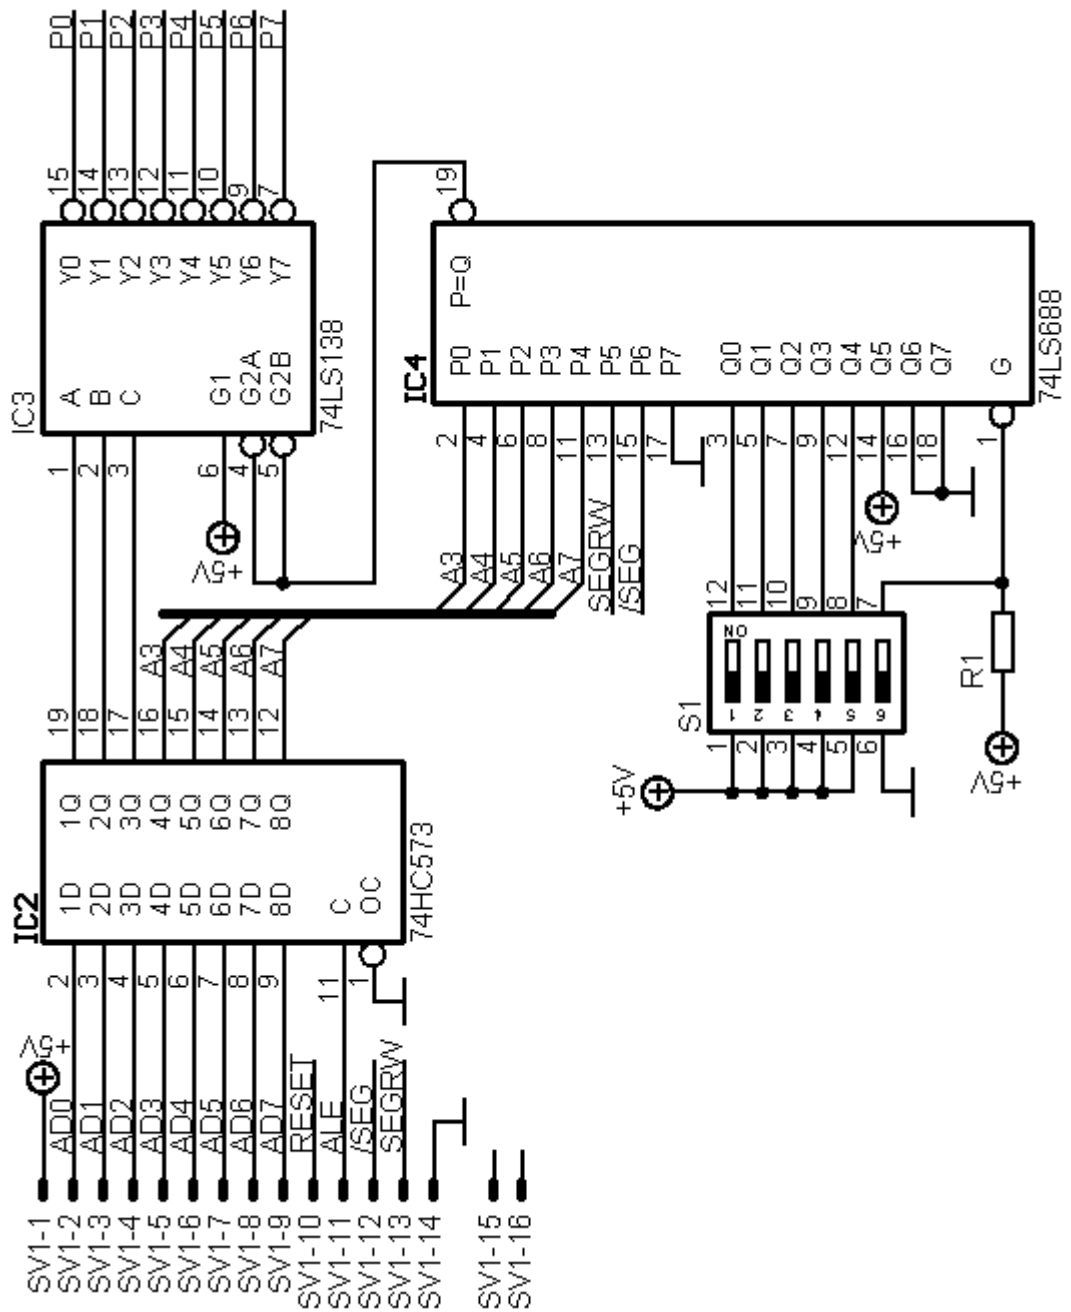 SV1-1
SV1-2
SV1-3
SV1-4
SV1-5
SV1-6
SV1-7
SV1-8
SV1-9
SV1-10
SV1-11
SV1-12
SV1-13
SV1-14
SV1-15
SV1-16
+5V
AD0
AD1
AD2
AD3
AD4
AD5
AD6
AD7
RESET
ALE
/SEG
SEGRW
2
3
4
5
6
7
8
9
11
1
IC2
1D 1Q
2D 2Q
3D 3Q
4D 4Q
5D 5Q
6D 6Q
7D 7Q
8D 8Q
C
OC
74HC573
19
18
17
16
15
14
13
12
A3
A4
A5
A6
A7
+5V
1
2
3
6
4
5
IC3
A Y0
B Y1
C Y2
Y3
Y4
G1 Y5
G2A Y6
G2B Y7
74LS138
15
14
13
12
11
10
9
7
P0
P1
P2
P3
P4
P5
P6
P7
A3
A4
A5
A6
A7
SEGRW
/SEG
2
4
6
8
11
13
15
17
3
5
7
9
12
14
16
18
1
IC4
P0 P=Q
P1
P2
P3
P4
P5
P6
P7
Q0
Q1
Q2
Q3
Q4
Q5
Q6
Q7
G
74LS688
19
+5V
+5V
S1
1
2
3
4
5
6
ON
1
2
3
4
5
6
12
11
10
9
8
7
R1
+5V